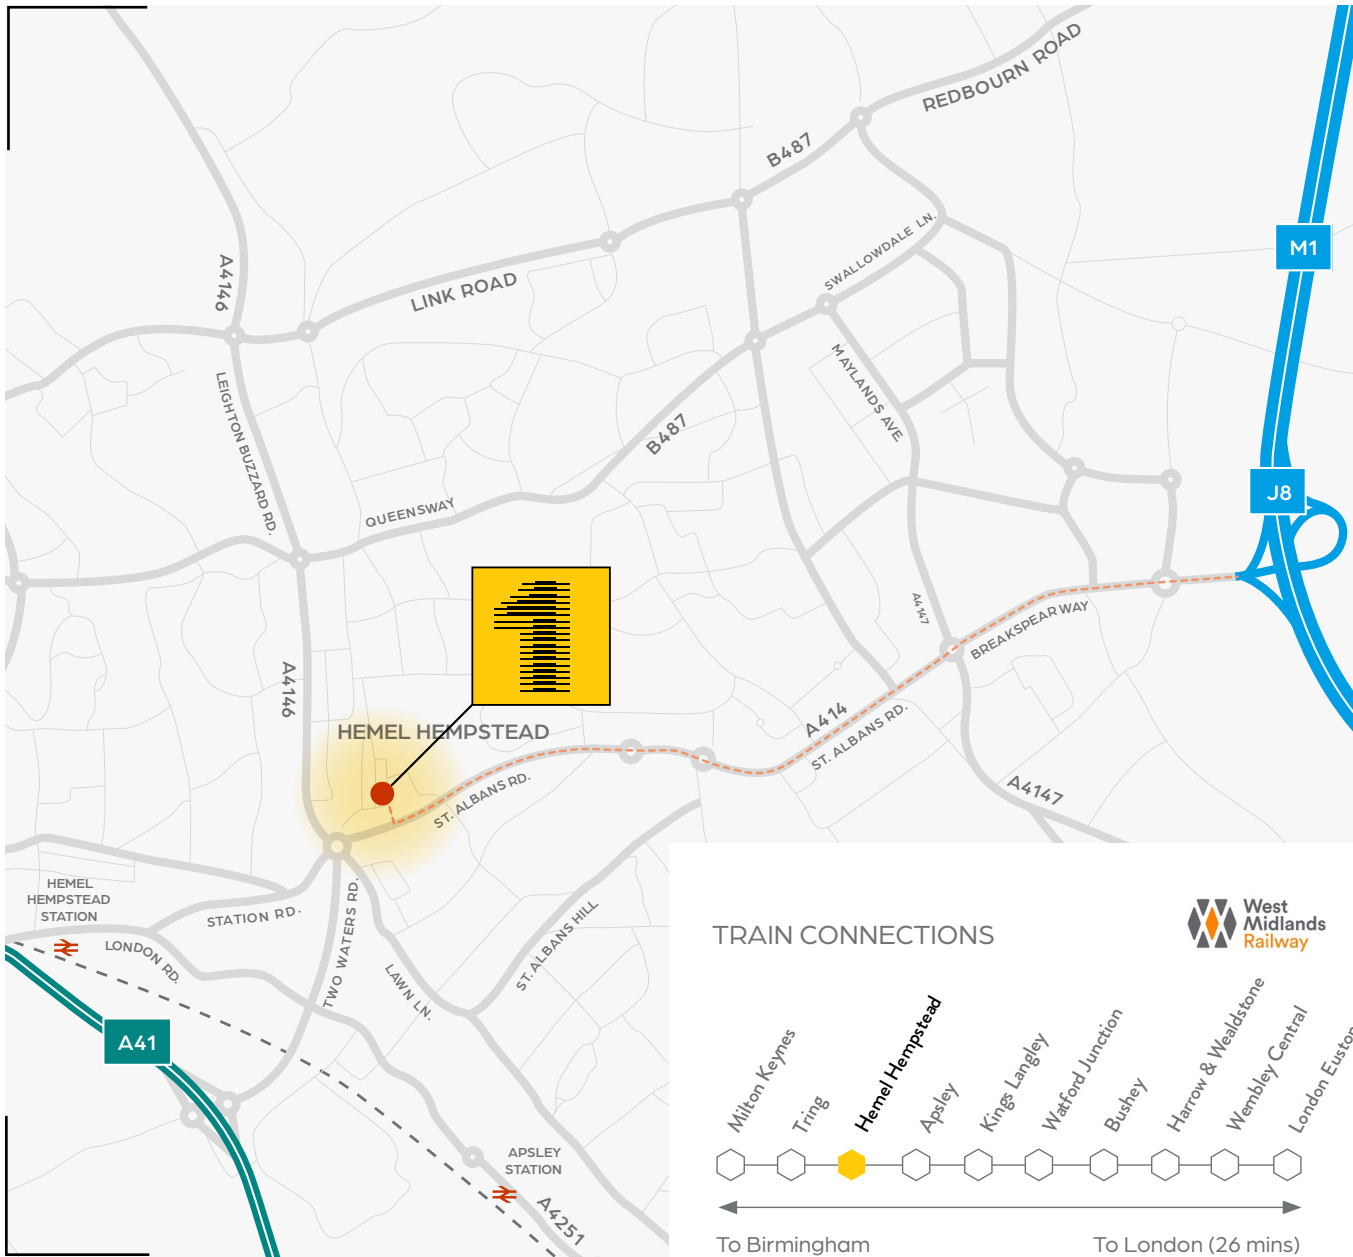 REDBOURN ROAD
B487
M1
SWALLOWDALE LN.
A4146
LINK ROAD
MAYLANDS AVE
LEIGHTON BUZZARD RD.
B487
J8
QUEENSWAY
A4147
BREAKSPEAR WAY
A4146
HEMEL HEMPSTEAD
A414
ST. ALBANS RD.
ST. ALBANS RD.
A4147
HEMEL
HEMPSTEAD
STATION
STATION RD.
LONDON RD.
TWO WATERS RD.
LAWN LN.
ST. ALBANS HILL
A41
APSLEY
STATION
A4251
TRAIN CONNECTIONS
West
Midlands
Railway
Milton Keynes
Tring
Hemel Hempstead
Apsley
Kings Langley
Watford Junction
Bushey
Harrow & Wealdstone
Wembley Central
London Euston
To Birmingham
To London (26 mins)